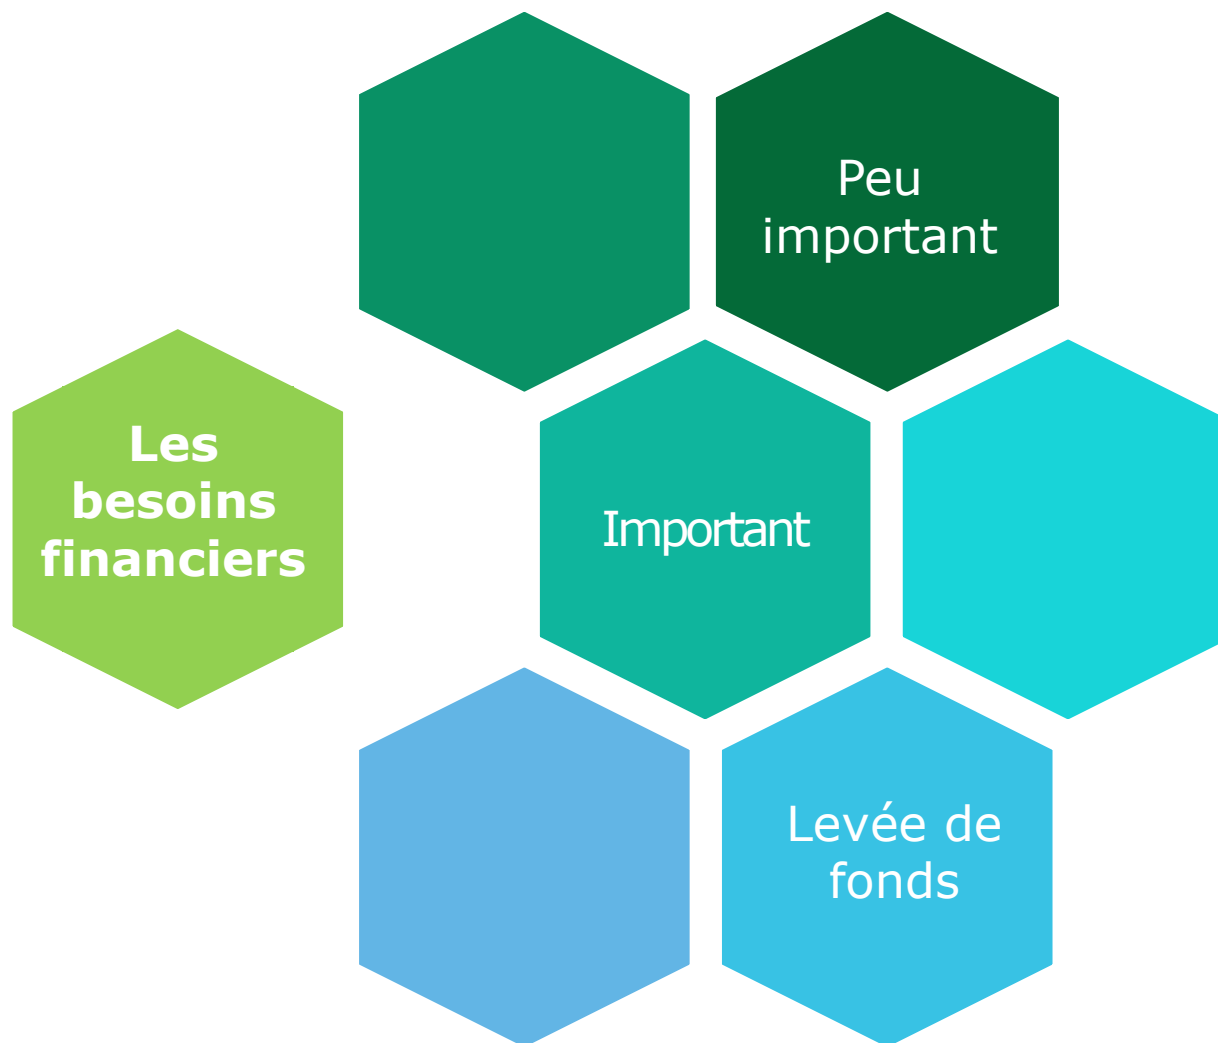 Peu
important
Les
besoins
financiers
Important
Levée de
fonds